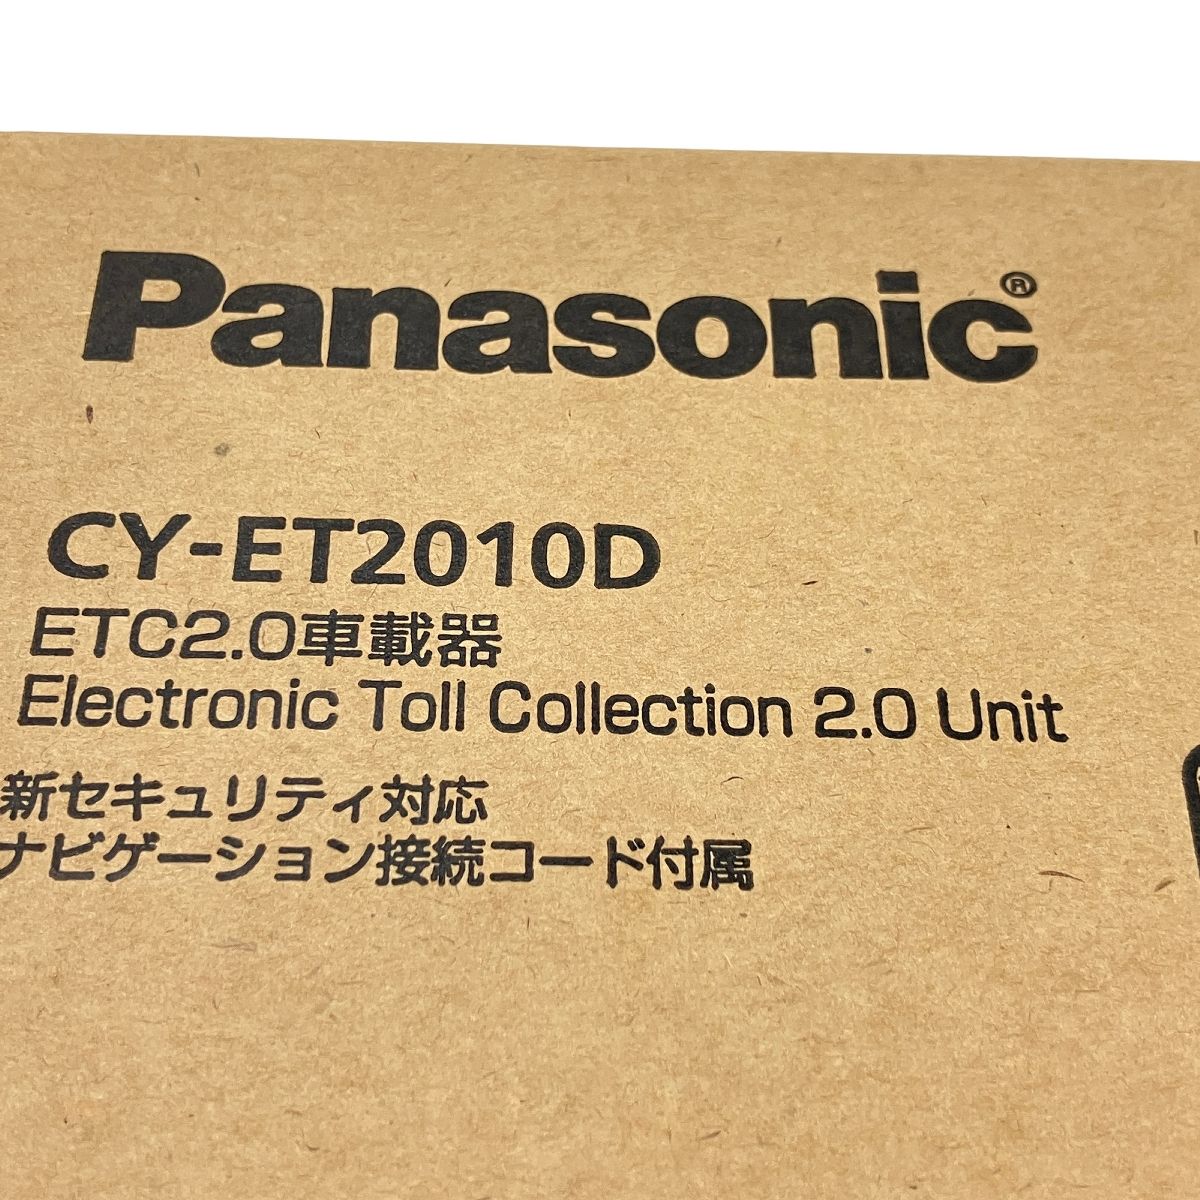 Panasonic®
CY-ET2010D
ETC2.0車載器
Electronic Toll Collection 2.0 Unit
新セキュリティ対応
ナビゲーション接続コード付属